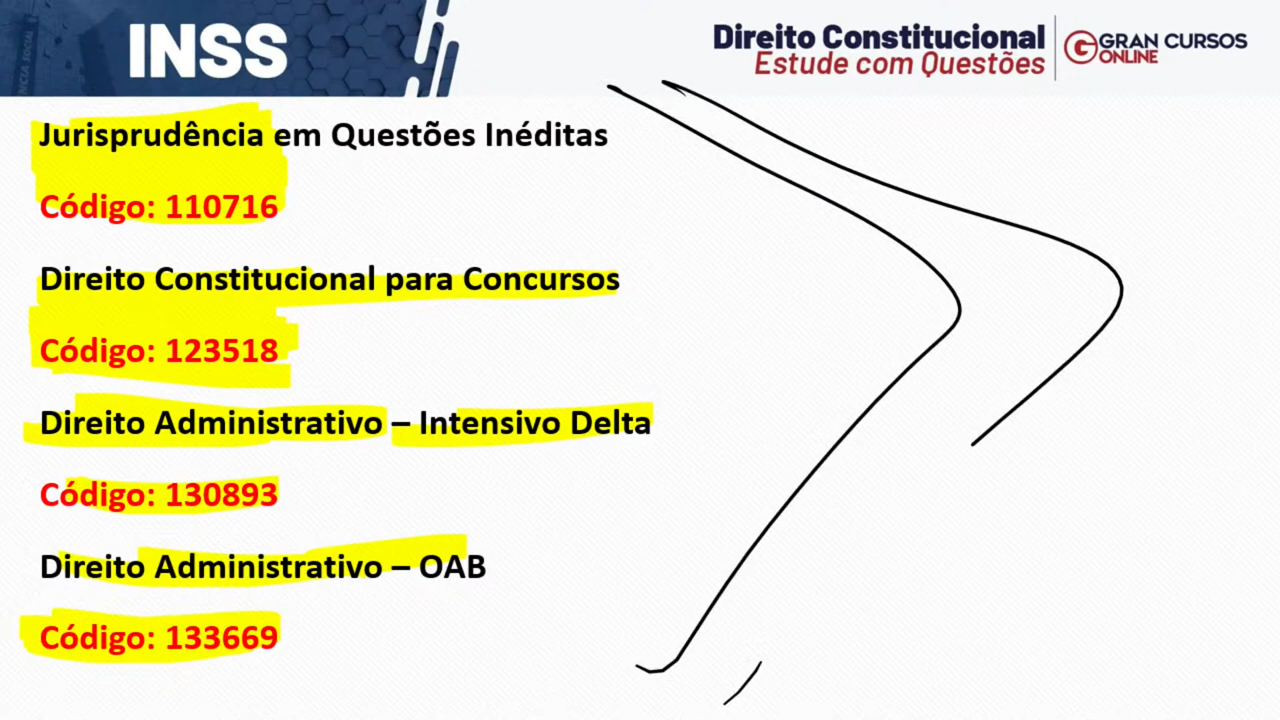 INSS
Direito Constitucional
Estude com Questões
GRAN CURSOS
ONLINE
Jurisprudência em Questões Inéditas
Código: 110716
Direito Constitucional para Concursos
Código: 123518
Direito Administrativo – Intensivo Delta
Código: 130893
Direito Administrativo – OAB
Código: 133669